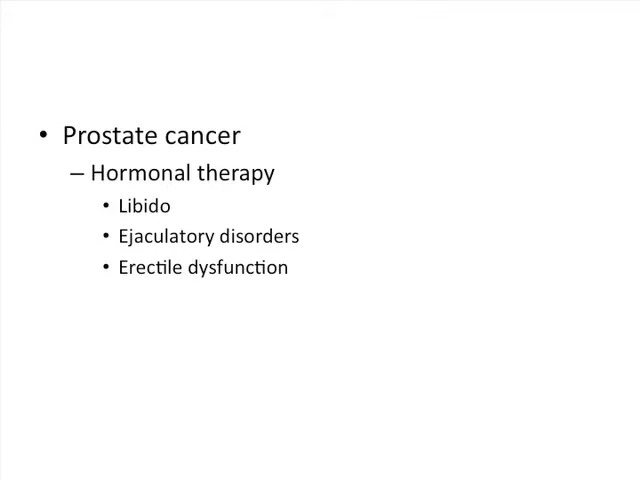 • Prostate cancer
– Hormonal therapy
• Libido
• Ejaculatory disorders
• Erectile dysfunction